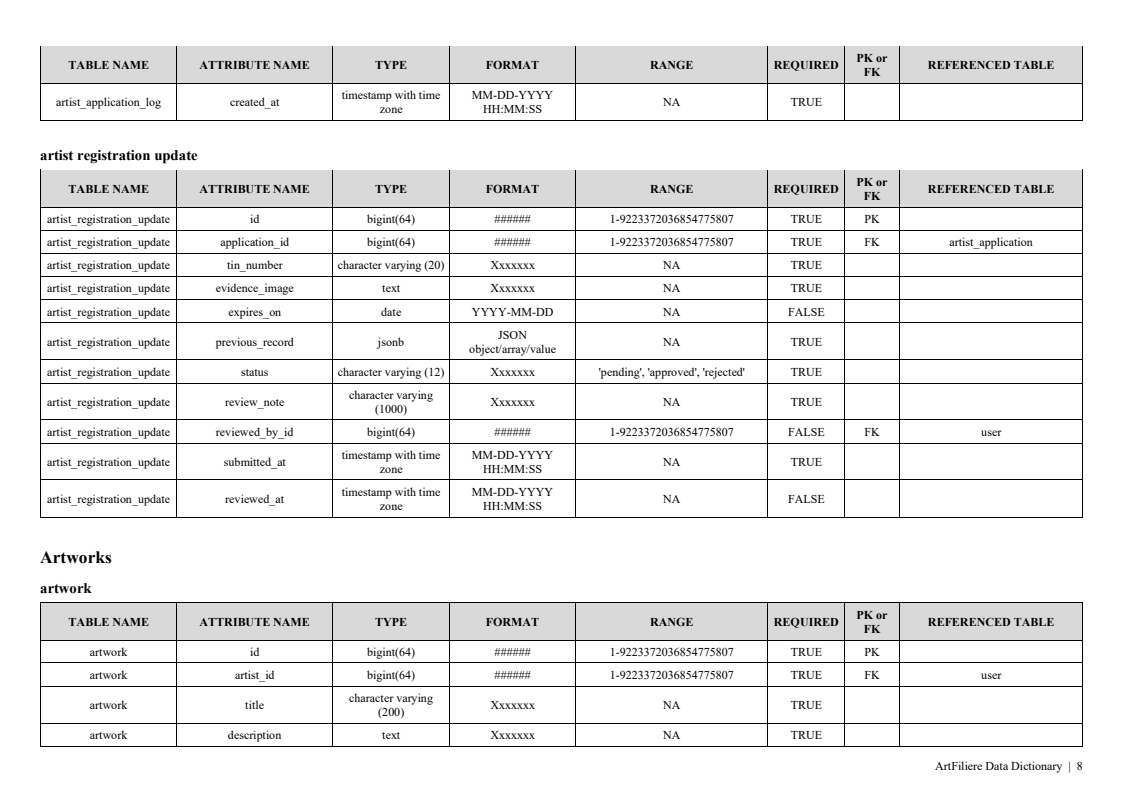 TABLE NAME ATTRIBUTE NAME TYPE FORMAT RANGE REQUIRED PK or FK REFERENCED TABLE
artist_application_log created_at timestamp with time zone MM-DD-YYYY HH:MM:SS NA TRUE
artist registration update
TABLE NAME ATTRIBUTE NAME TYPE FORMAT RANGE REQUIRED PK or FK REFERENCED TABLE
artist_registration_update id bigint(64) ###### 1-9223372036854775807 TRUE PK
artist_registration_update application_id bigint(64) ###### 1-9223372036854775807 TRUE FK artist_application
artist_registration_update tin_number character varying (20) Xxxxxxx NA TRUE
artist_registration_update evidence_image text Xxxxxxx NA TRUE
artist_registration_update expires_on date YYYY-MM-DD NA FALSE
artist_registration_update previous_record jsonb JSON object/array/value NA TRUE
artist_registration_update status character varying (12) Xxxxxxx 'pending', 'approved', 'rejected' TRUE
artist_registration_update review_note character varying (1000) Xxxxxxx NA TRUE
artist_registration_update reviewed_by_id bigint(64) ###### 1-9223372036854775807 FALSE FK user
artist_registration_update submitted_at timestamp with time zone MM-DD-YYYY HH:MM:SS NA TRUE
artist_registration_update reviewed_at timestamp with time zone MM-DD-YYYY HH:MM:SS NA FALSE
Artworks
artwork
TABLE NAME ATTRIBUTE NAME TYPE FORMAT RANGE REQUIRED PK or FK REFERENCED TABLE
artwork id bigint(64) ###### 1-9223372036854775807 TRUE PK
artwork artist_id bigint(64) ###### 1-9223372036854775807 TRUE FK user
artwork title character varying (200) Xxxxxxx NA TRUE
artwork description text Xxxxxxx NA TRUE
ArtFiliere Data Dictionary | 8